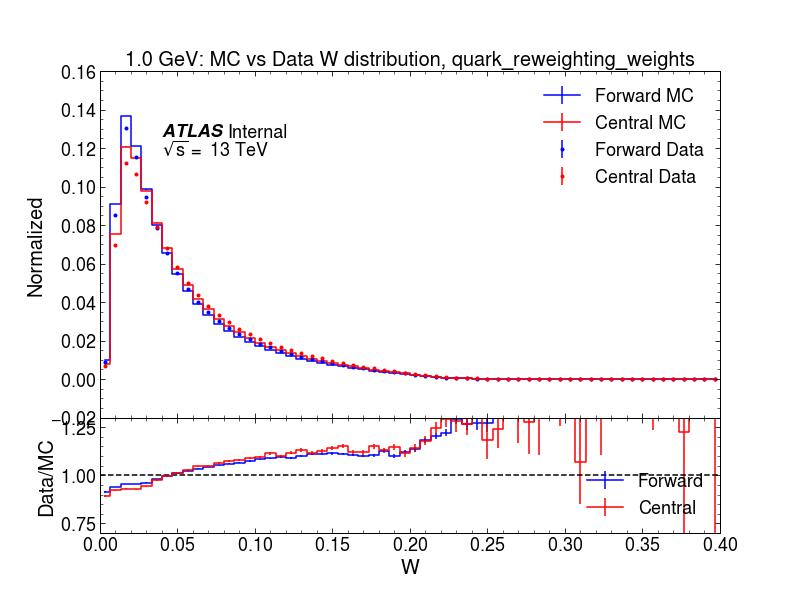 1.0 GeV: MC vs Data W distribution, quark_reweighting_weights
0.16
0.14
0.12
0.10
0.08
0.06
0.04
0.02
0.00
−0.02
Normalized
ATLAS Internal
√s = 13 TeV
Forward MC
Central MC
Forward Data
Central Data
1.25
1.00
0.75
Data/MC
Forward
Central
0.00 0.05 0.10 0.15 0.20 0.25 0.30 0.35 0.40
W